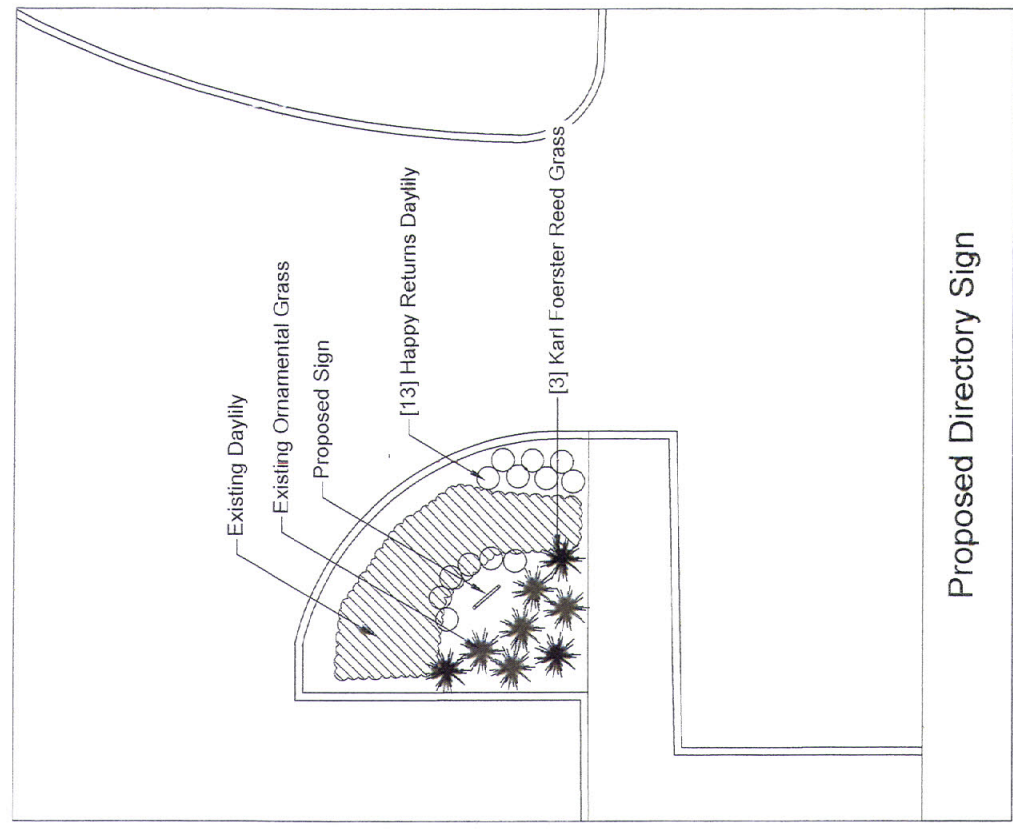 Existing Daylily
Existing Ornamental Grass
Proposed Sign
[13] Happy Returns Daylily
[3] Karl Foerster Reed Grass
Proposed Directory Sign